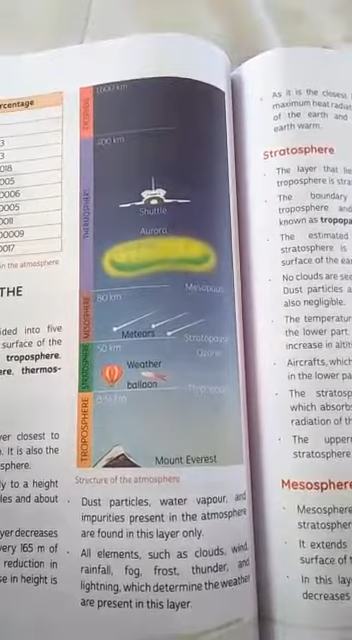 rcentage
3
3
018
005
0006
0005
0011
00009
0017
in the atmosphere
THE
ided into five
surface of the
troposphere,
ere, thermos-
yer closest to
n. It is also the
sphere.
ly to a height
les and about
yer decreases
very 165 m of
reduction in
se in height is
1600 km
EXOSPHERE
400 km
THERMOSPHERE
Shuttle
Aurora
80 km
Mesopause
MESOSPHERE
Meteors
Stratopause
50 km
Ozone
STRATOSPHERE
Weather
balloon
TROPOSPHERE
Mount Everest
Structure of the atmosphere
Dust particles, water vapour, and
impurities present in the atmosphere
are found in this layer only.
All elements, such as clouds, wind,
rainfall, fog, frost, thunder, and
lightning, which determine the weather
are present in this layer.
As it is the closest
maximum heat radia
of the earth and
earth warm.
Stratosphere
The layer that lie
troposphere is stra
The boundary
troposphere and
known as tropopa
The estimated
stratosphere is
surface of the ea
No clouds are see
Dust particles a
also negligible.
The temperatur
the lower part
increase in altit
Aircrafts, which
in the lower pa
The stratosp
which absorbs
radiation of th
The upperm
stratosphere
Mesosphere
Mesosphere
stratospher
It extends
surface of t
In this lay
decreases